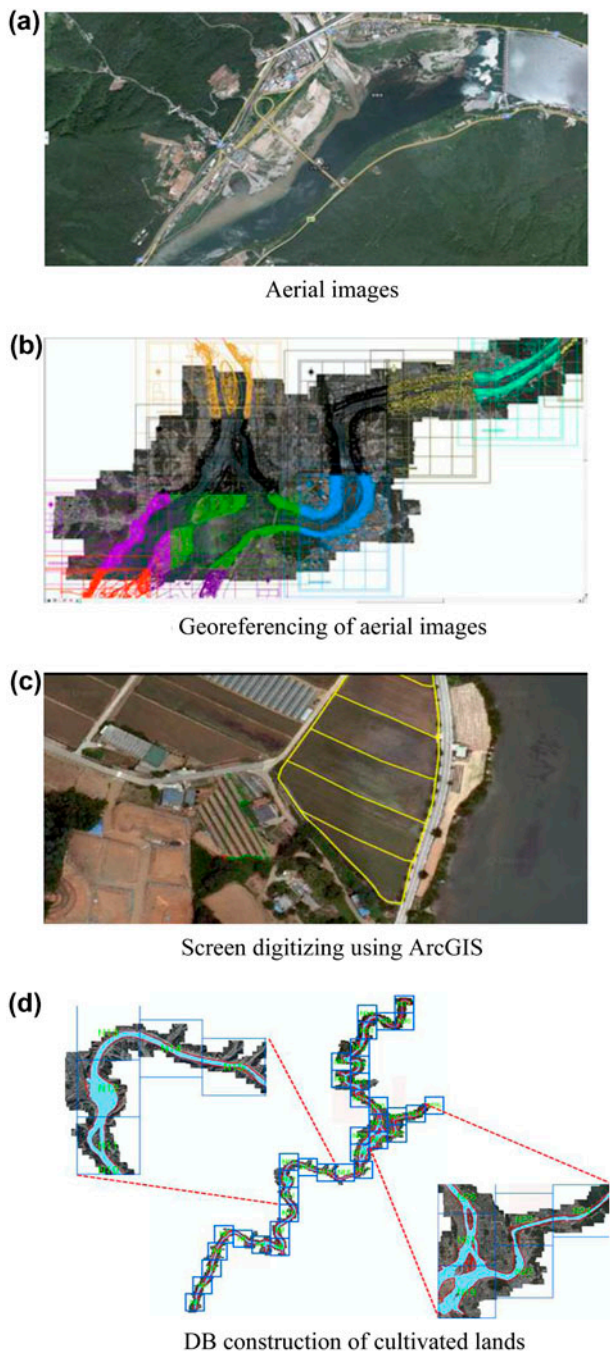 (a)
Aerial images
(b)
Georeferencing of aerial images
(c)
Screen digitizing using ArcGIS
(d)
DB construction of cultivated lands